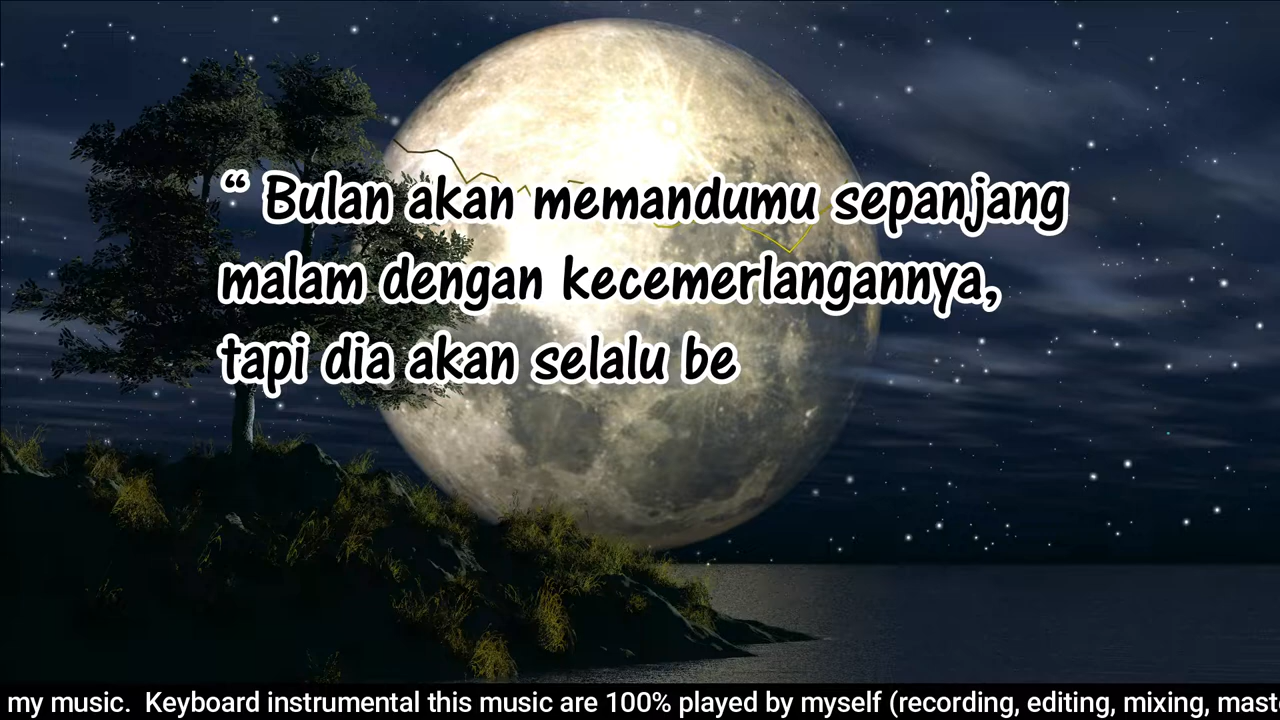 “ Bulan akan memandumu sepanjang
malam dengan kecemerlangannya,
tapi dia akan selalu be
my music.  Keyboard instrumental this music are 100% played by myself (recording, editing, mixing, mast